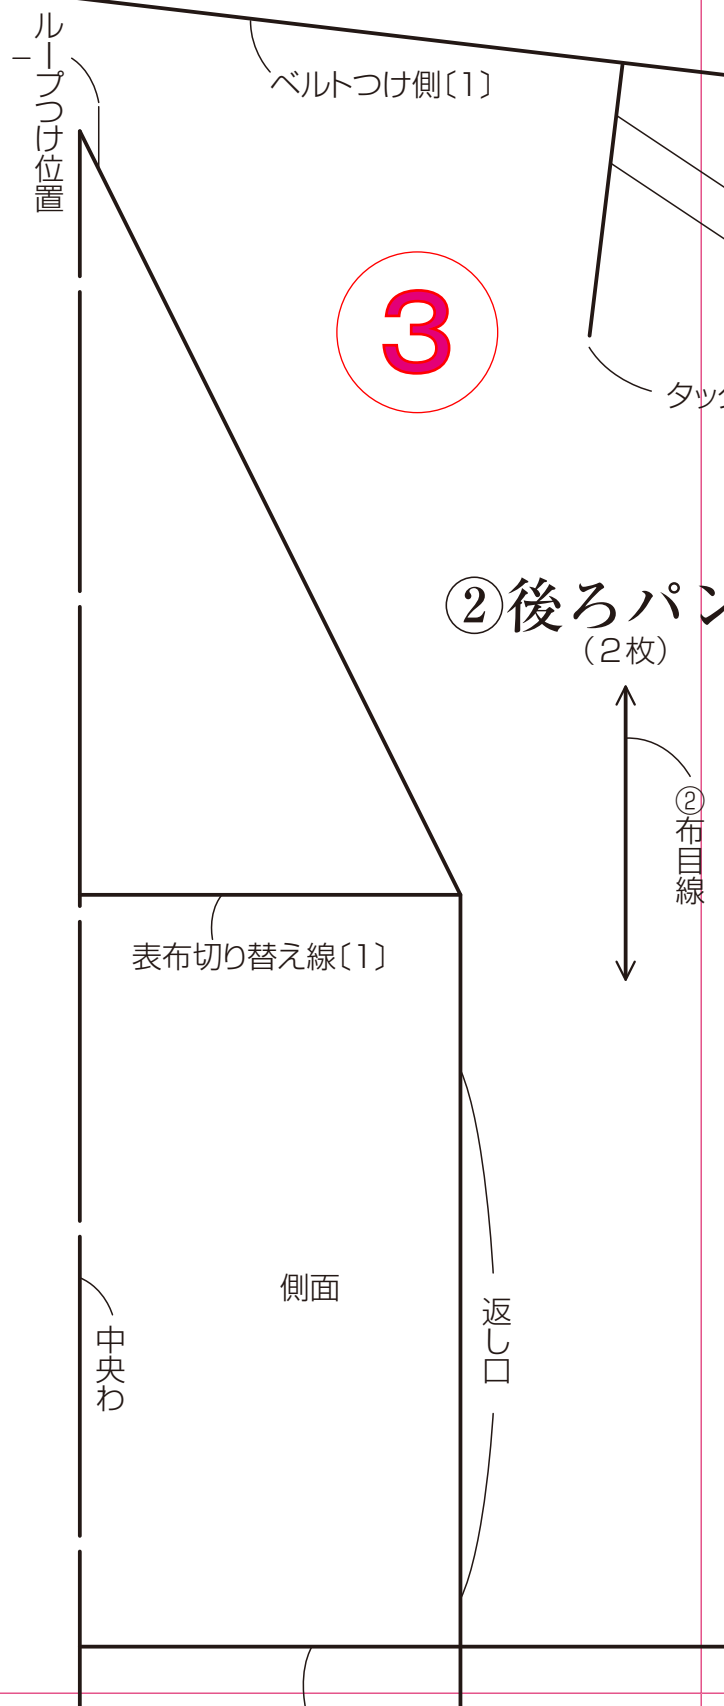 ループつけ位置
ベルトつけ側〔1〕
3
タック
②後ろパン
(2枚)
②布目線
表布切り替え線〔1〕
側面
返し口
中央わ